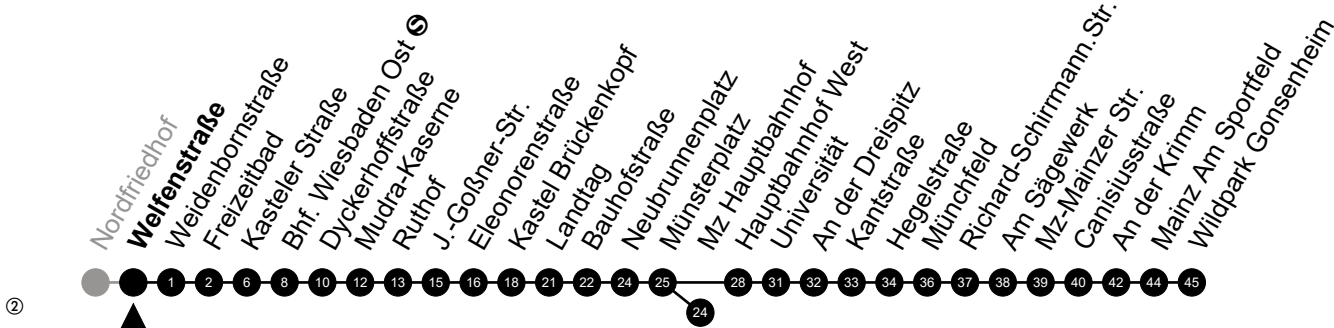 Nordfriedhof
Welfenstraße
Weidenbornstraße
Freizeitbad
Kasteler Straße
Bhf. Wiesbaden Ost Ⓢ
Dyckerhoffstraße
Mudra-Kaserne
Ruthof
J.-Goßner-Str.
Eleonorenstraße
Kastel Brückenkopf
Landtag
Bauhofstraße
Neubrunnenplatz
Münsterplatz
Mz Hauptbahnhof
Hauptbahnhof West
Universität
An der Dreispitz
Kantstraße
Hegelstraße
Münchfeld
Richard-Schirrmann.Str.
Am Sägewerk
Mz-Mainzer Str.
Canisiusstraße
An der Krimm
Mainz Am Sportfeld
Wildpark Gonsenheim
1 2 6 8 10 12 13 15 16 18 21 22 24 25 28 31 32 33 34 36 37 38 39 40 42 44 45
②
24